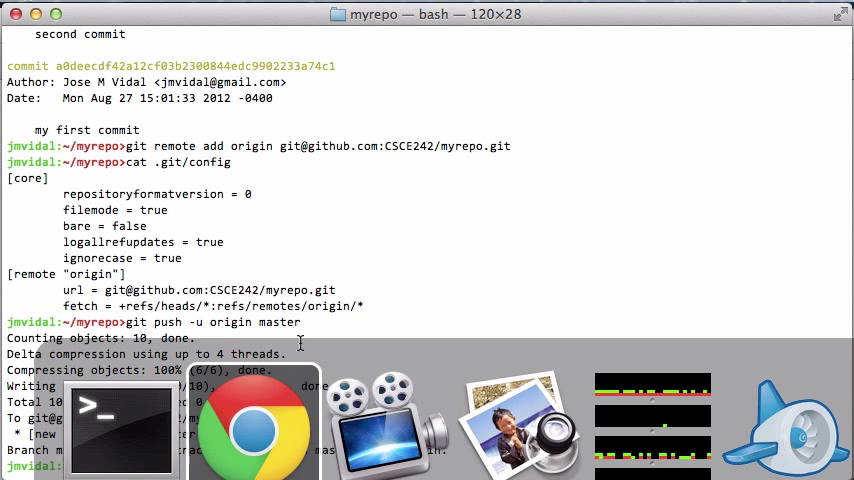 myrepo — bash — 120×28
second commit
commit a0deecdf42a12cf03b2300844edc9902233a74c1
Author: Jose M Vidal <jmvidal@gmail.com>
Date:   Mon Aug 27 15:01:33 2012 -0400
my first commit
jmvidal:~/myrepo>git remote add origin git@github.com:CSCE242/myrepo.git
jmvidal:~/myrepo>cat .git/config
[core]
repositoryformatversion = 0
filemode = true
bare = false
logallrefupdates = true
ignorecase = true
[remote "origin"]
url = git@github.com:CSCE242/myrepo.git
fetch = +refs/heads/*:refs/remotes/origin/*
jmvidal:~/myrepo>git push -u origin master
Counting objects: 10, done.
Delta compression using up to 4 threads.
Compressing objects: 100% (6/6), done.
Total 10
* [new
Branch
>_